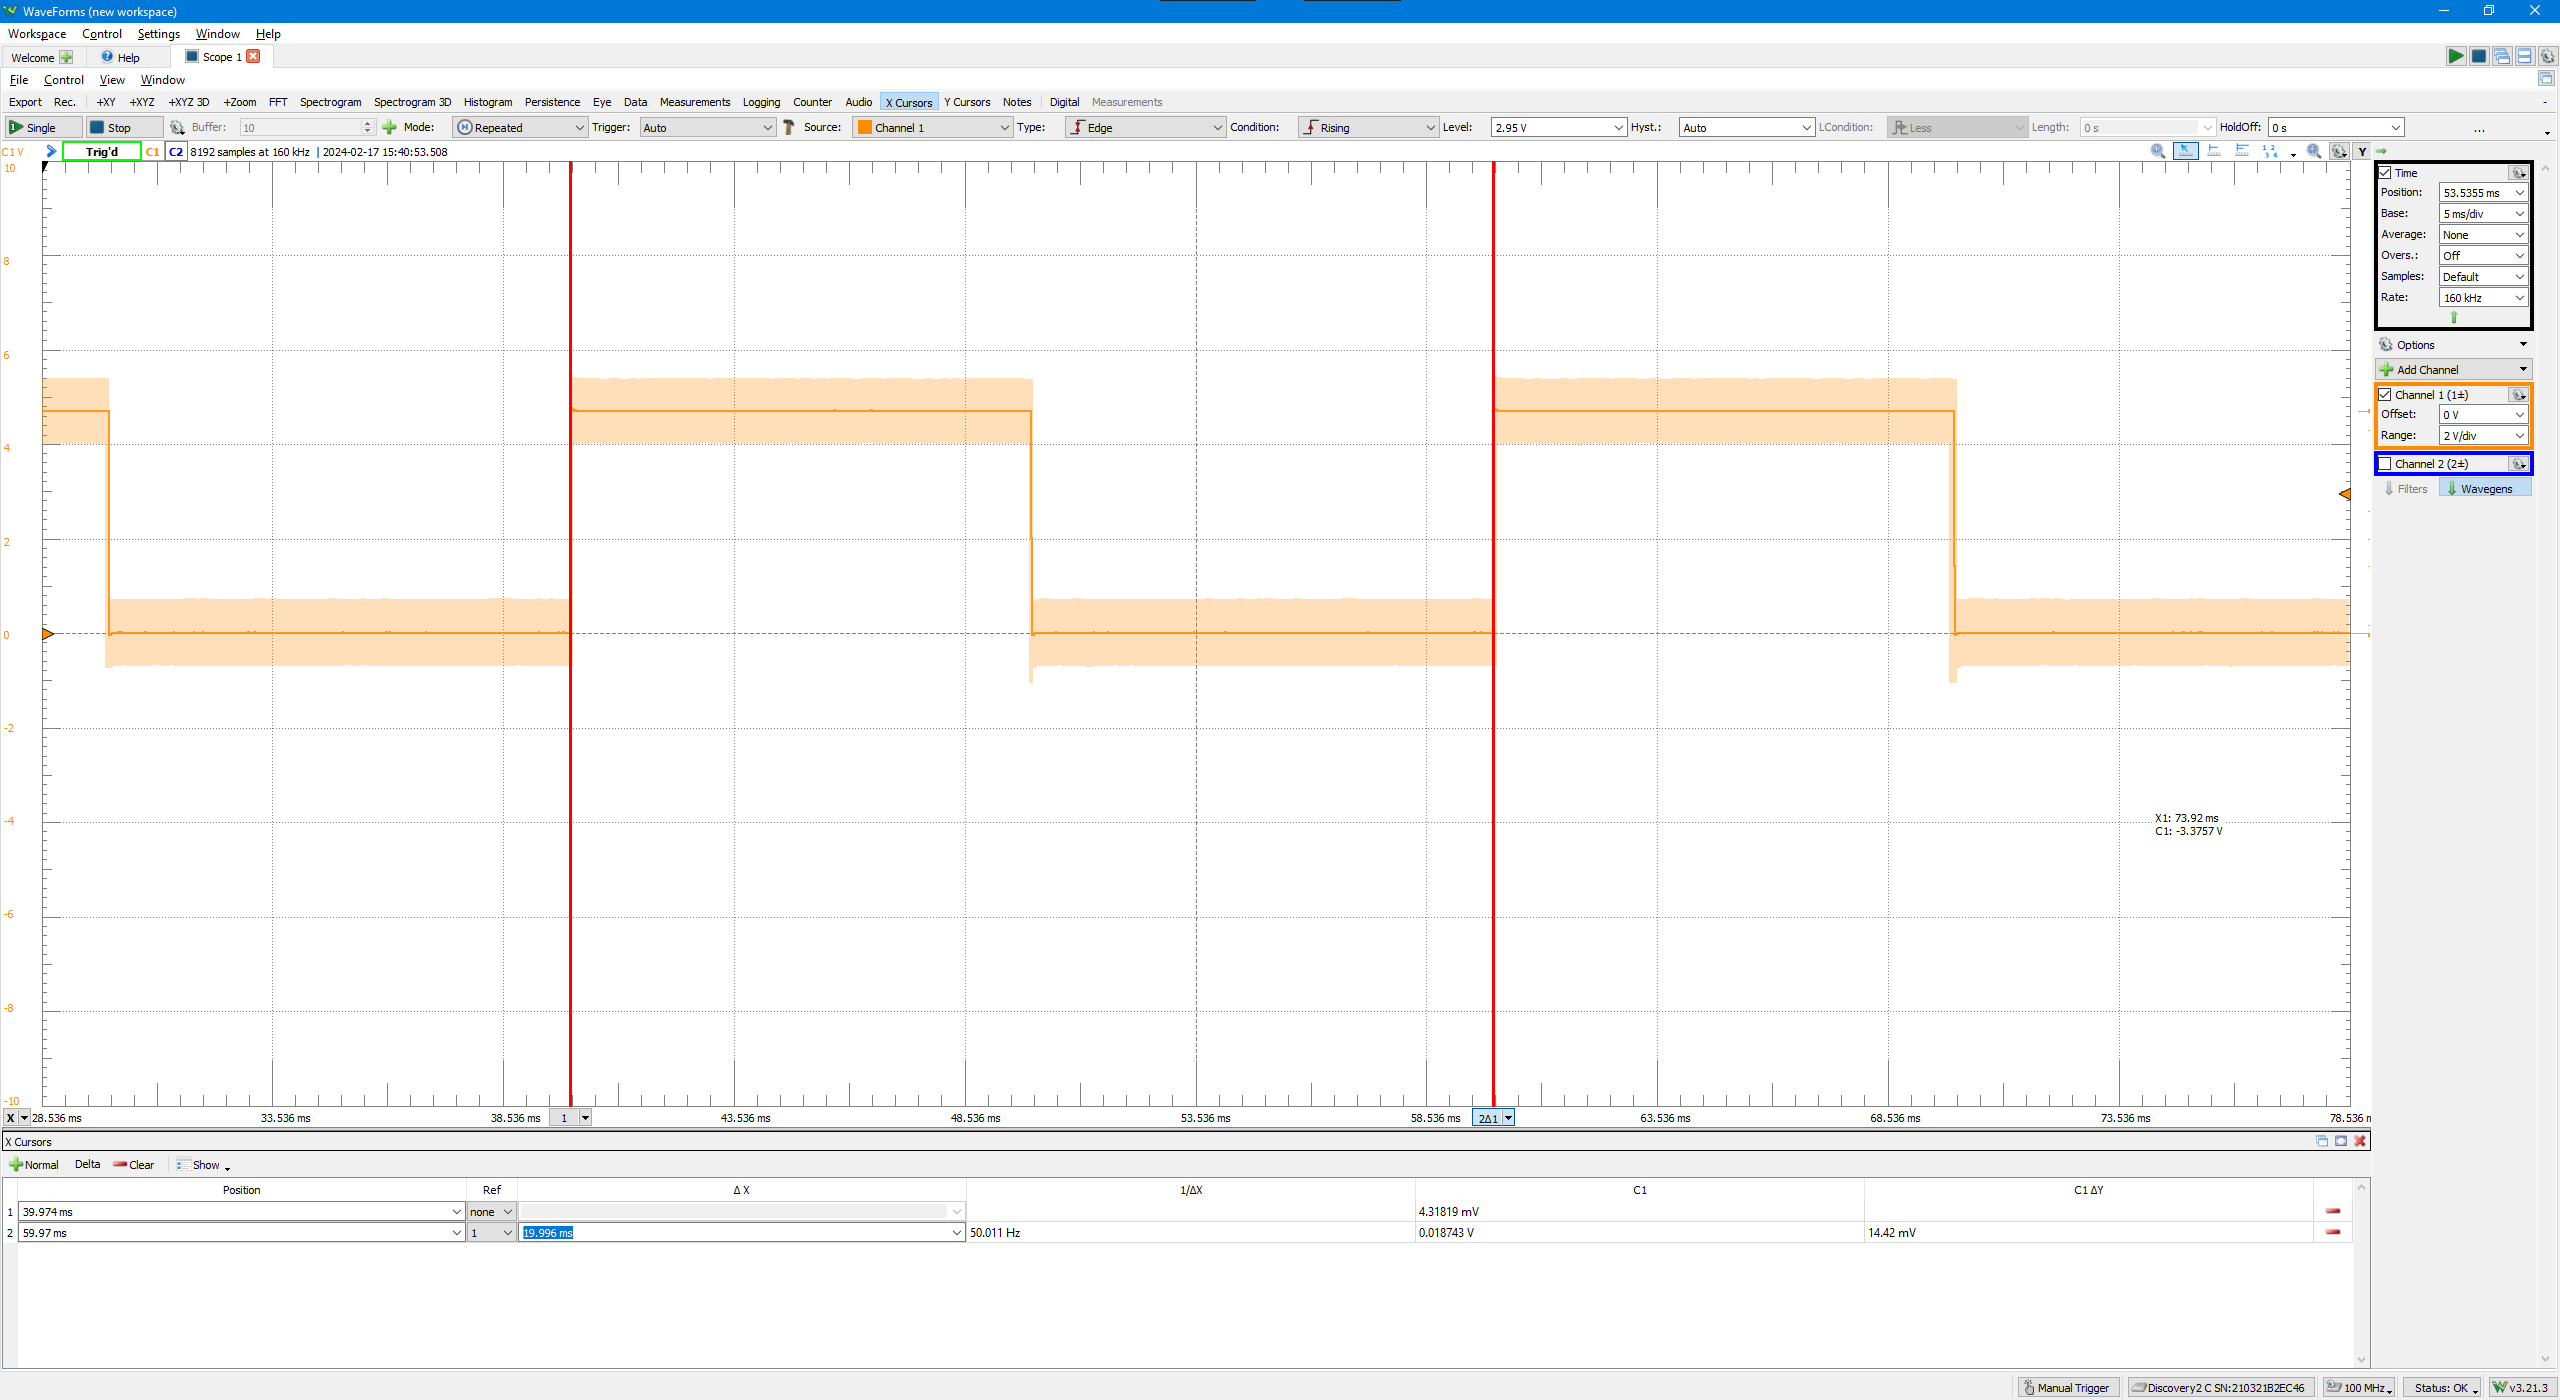 WaveForms (new workspace)
Workspace Control Settings Window Help
Welcome Help Scope 1
File Control View Window
Export Rec. +XY +XYZ +XYZ 3D +Zoom FFT Spectrogram Spectrogram 3D Histogram Persistence Eye Data Measurements Logging Counter Audio X Cursors Y Cursors Notes Digital Measurements
Single Stop Buffer: 10 Mode: Repeated Trigger: Auto Source: Channel 1 Type: Edge Condition: Rising Level: 2.95 V Hyst.: Auto LCondition: Less Length: 0 s HoldOff: 0 s ...
C1 V Trig'd C1 C2 8192 samples at 160 kHz | 2024-02-17 15:40:53.508 Y
10
8
6
4
2
0
-2
-4
-6
-8
-10
X1: 73.92 ms
C1: -3.3757 V
X 28.536 ms 33.536 ms 38.536 ms 1 43.536 ms 48.536 ms 53.536 ms 58.536 ms 2Δ1 63.536 ms 68.536 ms 73.536 ms 78.536 m
Time
Position: 53.5355 ms
Base: 5 ms/div
Average: None
Overs.: Off
Samples: Default
Rate: 160 kHz
Options
Add Channel
Channel 1 (1±)
Offset: 0 V
Range: 2 V/div
Channel 2 (2±)
Filters Wavegens
X Cursors
Normal Delta Clear Show
Position Ref Δ X 1/ΔX C1 C1 ΔY
1 39.974 ms none 4.31819 mV
2 59.97 ms 1 19.996 ms 50.011 Hz 0.018743 V 14.42 mV
Manual Trigger Discovery2 C SN:210321B2EC46 100 MHz Status: OK v3.21.3